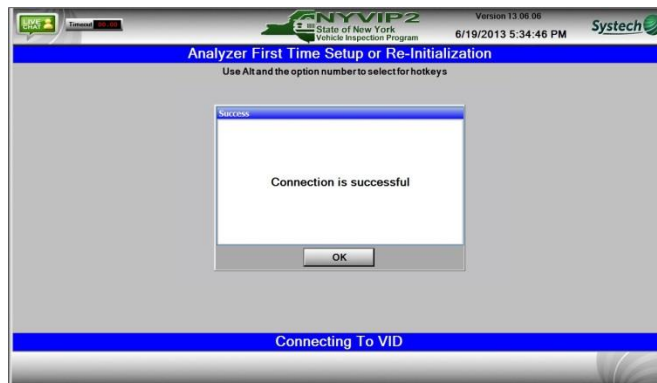 LIVE
CHAT
Timeout 00:00
NYVIP2
State of New York
Vehicle Inspection Program
Version 13.06.06
6/19/2013 5:34:46 PM
Systech
Analyzer First Time Setup or Re-Initialization
Use Alt and the option number to select for hotkeys
Success
Connection is successful
OK
Connecting To VID